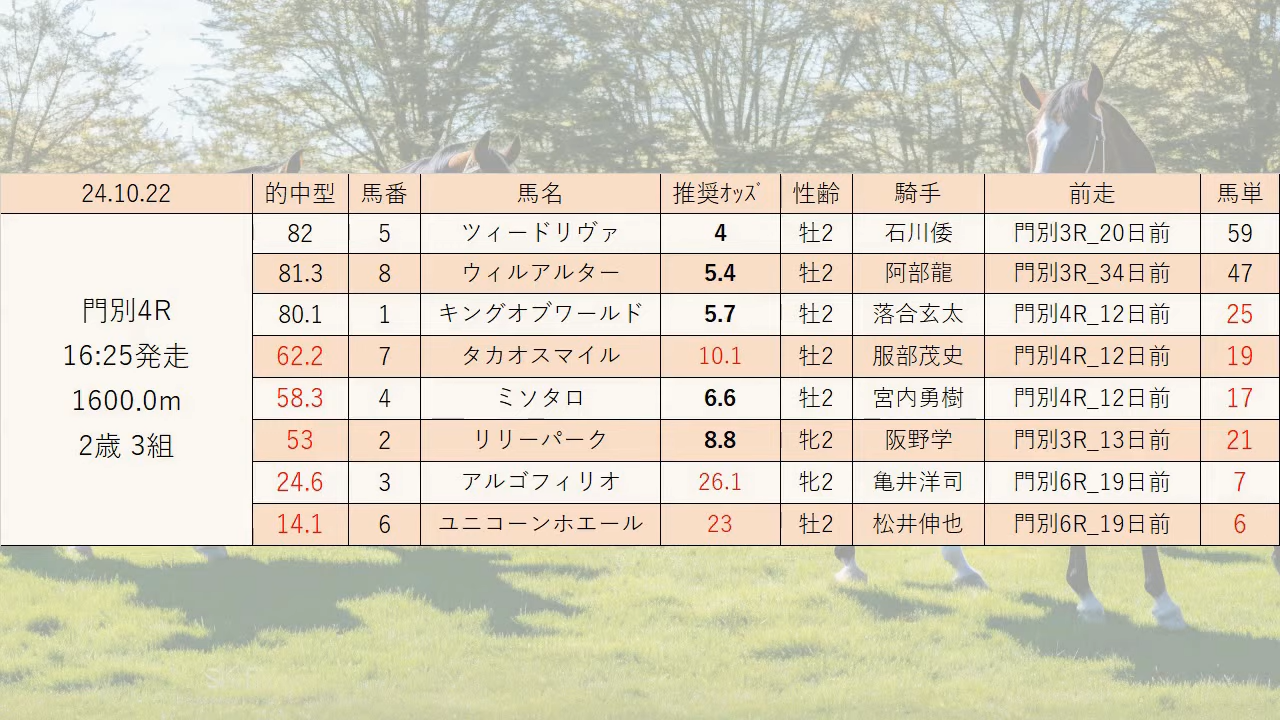 24.10.22 的中型 馬番 馬名 推奨ｵｯｽﾞ 性齢 騎手 前走 馬単
門別4R
16:25発走
1600.0m
2歳 3組
82 5 ツィードリヴァ 4 牡2 石川倭 門別3R_20日前 59
81.3 8 ウィルアルター 5.4 牡2 阿部龍 門別3R_34日前 47
80.1 1 キングオブワールド 5.7 牡2 落合玄太 門別4R_12日前 25
62.2 7 タカオスマイル 10.1 牡2 服部茂史 門別4R_12日前 19
58.3 4 ミソタロ 6.6 牡2 宮内勇樹 門別4R_12日前 17
53 2 リリーパーク 8.8 牝2 阪野学 門別3R_13日前 21
24.6 3 アルゴフィリオ 26.1 牝2 亀井洋司 門別6R_19日前 7
14.1 6 ユニコーンホエール 23 牡2 松井伸也 門別6R_19日前 6